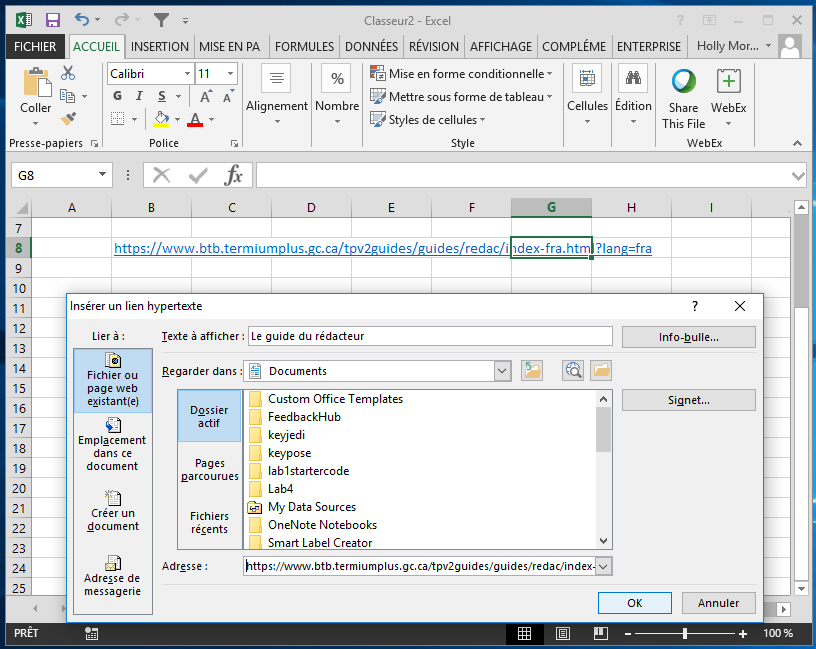 Classeur2 - Excel
FICHIER ACCUEIL INSERTION MISE EN PA FORMULES DONNÉES RÉVISION AFFICHAGE COMPLÉME ENTREPRISE Holly Mor...
Coller
Calibri 11
G I S A A
A
Alignement
%
Nombre
Mise en forme conditionnelle
Mettre sous forme de tableau
Styles de cellules
Cellules
Édition
Share
This File
WebEx
Presse-papiers Police Style WebEx
G8 fx
A B C D E F G H I
7
8 https://www.btb.termiumplus.gc.ca/tpv2guides/guides/redac/index-fra.html?lang=fra
9
10
11
12
13
14
15
16
17
18
19
20
21
22
23
24
25
Insérer un lien hypertexte ?
Lier à :
Texte à afficher : Le guide du rédacteur
Info-bulle...
Fichier ou
page web
existant(e)
Emplacement
dans ce
document
Créer un
document
Adresse de
messagerie
Regarder dans : Documents
Signet...
Dossier
actif
Pages
parcourues
Fichiers
récents
Custom Office Templates
FeedbackHub
keyjedi
keypose
lab1startercode
Lab4
My Data Sources
OneNote Notebooks
Smart Label Creator
Adresse : https://www.btb.termiumplus.gc.ca/tpv2guides/guides/redac/index-
OK Annuler
PRÊT 100 %